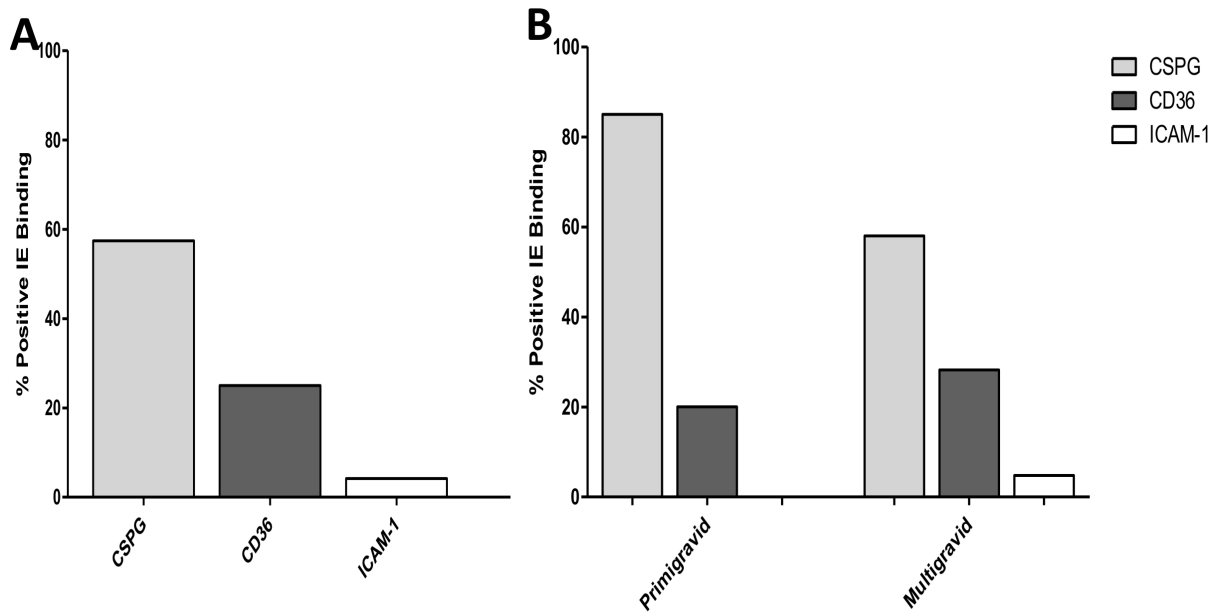 A
100
80
60
40
20
0
% Positive IE Binding
CSPG
CD36
ICAM-1
B
100
80
60
40
20
0
% Positive IE Binding
Primigravid
Multigravid
CSPG
CD36
ICAM-1